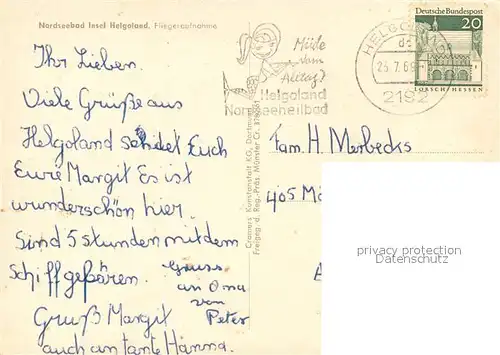 Nordseebad Insel Helgoland. Fliegeraufnahme
Ihr Lieben.
Viele Grüße aus
Helgoland sendet Euch
Eure Margit Es ist
wunderschön hier.
Sind 5 stunden mit dem
Schiff gefahren.
Gruss
an Oma
von
Peter
Gruß Margit
auch an tante Hanna.
Cramers Kunstanstalt KG, Dortmund
Freigeg. d. Reg.-Präs. Münster Cr.
Müde
vom
Alltag?
Helgoland
Nordseeheilbad
HELGOLAND
25.7.69
2192
Deutsche Bundespost
20
LORSCH/HESSEN
Fam. H. Merbecks
405 Mö
privacy protection
Datenschutz